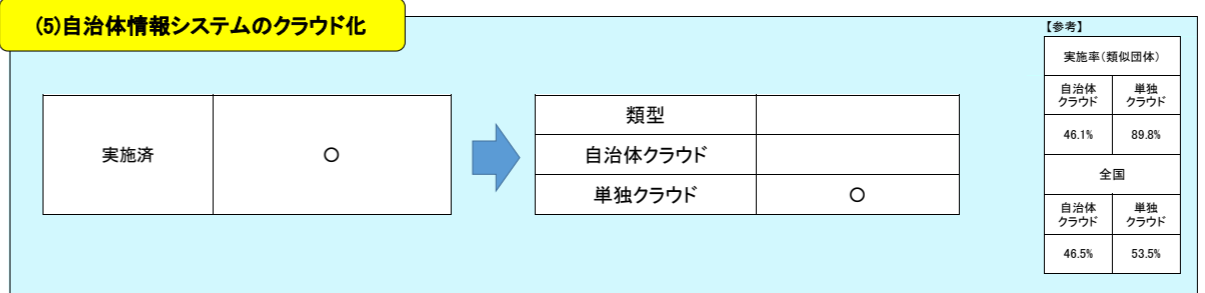 (5)自治体情報システムのクラウド化
【参考】
実施率(類似団体)
自治体
クラウド
単独
クラウド
46.1%
89.8%
全国
自治体
クラウド
単独
クラウド
46.5%
53.5%
実施済
○
類型
自治体クラウド
単独クラウド
○